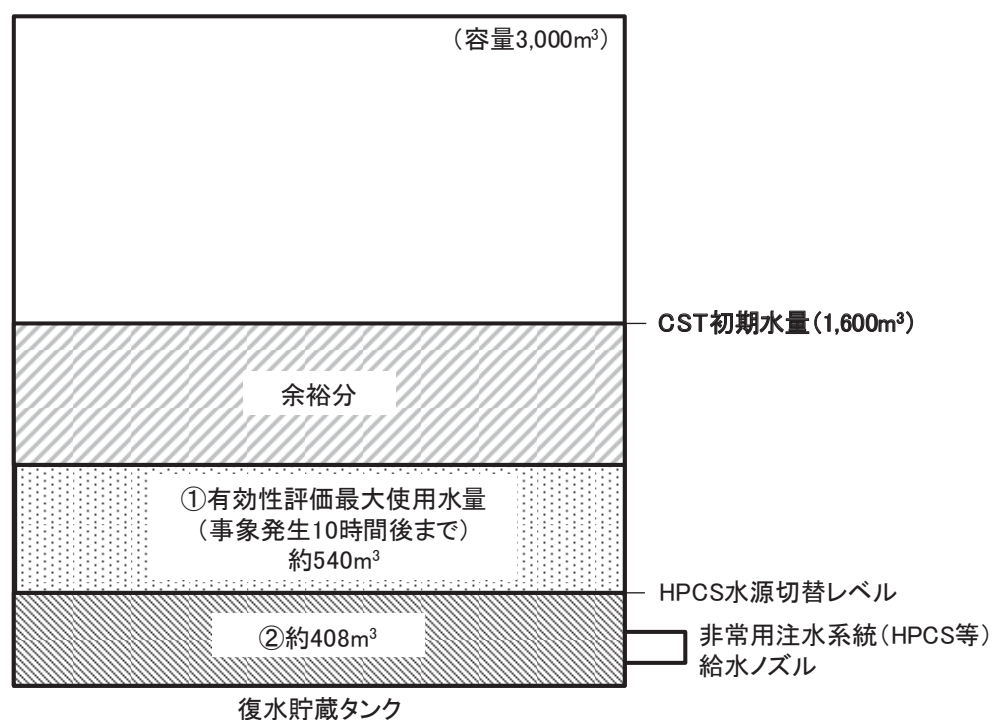 （容量3,000m³）
CST初期水量（1,600m³）
余裕分
①有効性評価最大使用水量
（事象発生10時間後まで）
約540m³
HPCS水源切替レベル
②約408m³
非常用注水系統（HPCS等）
給水ノズル
復水貯蔵タンク